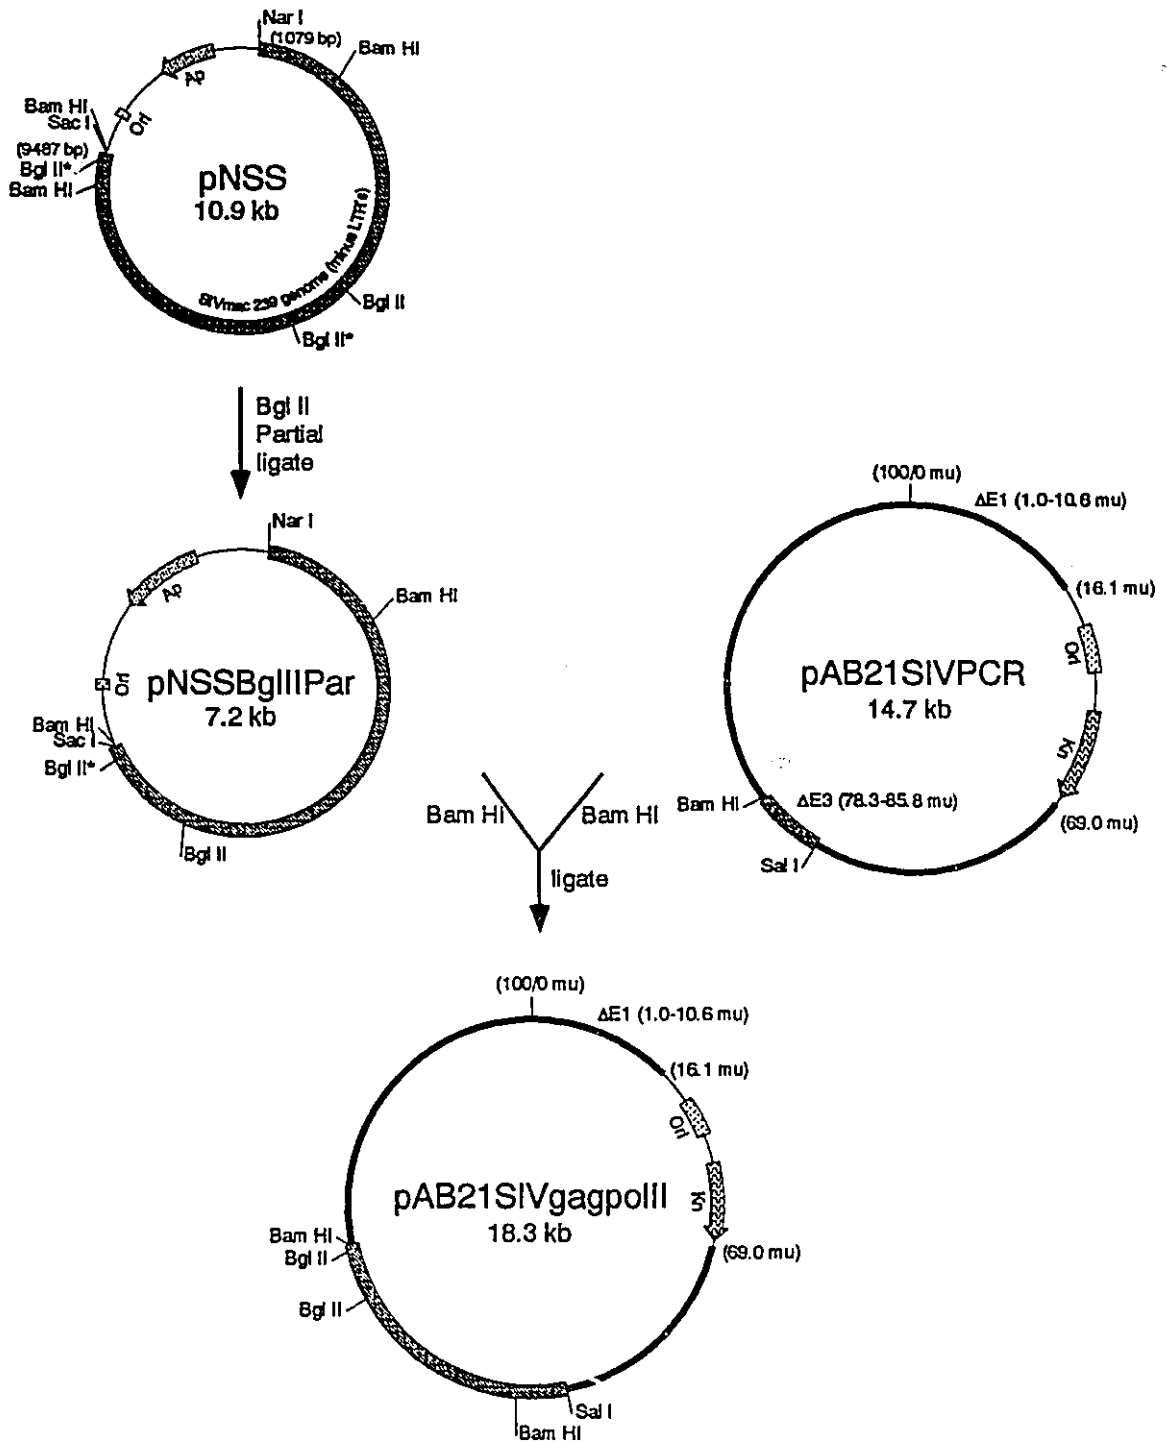 Nar I
(1079 bp)
Bam HI
Ap
Ori
Bam HI
Sac I
(9487 bp)
Bgl II*
Bam HI
pNSS
10.9 kb
SIVmac 239 genome (minus LTR's)
Bgl II
Bgl II*
Bgl II
Partial
ligate
Nar I
Ap
Bam HI
Ori
pNSSBglIIPar
7.2 kb
Bam HI
Sac I
Bgl II*
Bgl II
(100/0 mu)
ΔE1 (1.0-10.6 mu)
(16.1 mu)
Ori
pAB21SIVPCR
14.7 kb
Kn
Bam HI
ΔE3 (78.3-85.8 mu)
(69.0 mu)
Sal I
Bam HI
Bam HI
ligate
(100/0 mu)
ΔE1 (1.0-10.6 mu)
(16.1 mu)
Ori
pAB21SIVgagpolII
18.3 kb
Kn
Bam HI
Bgl II
(69.0 mu)
Bgl II
Sal I
Bam HI